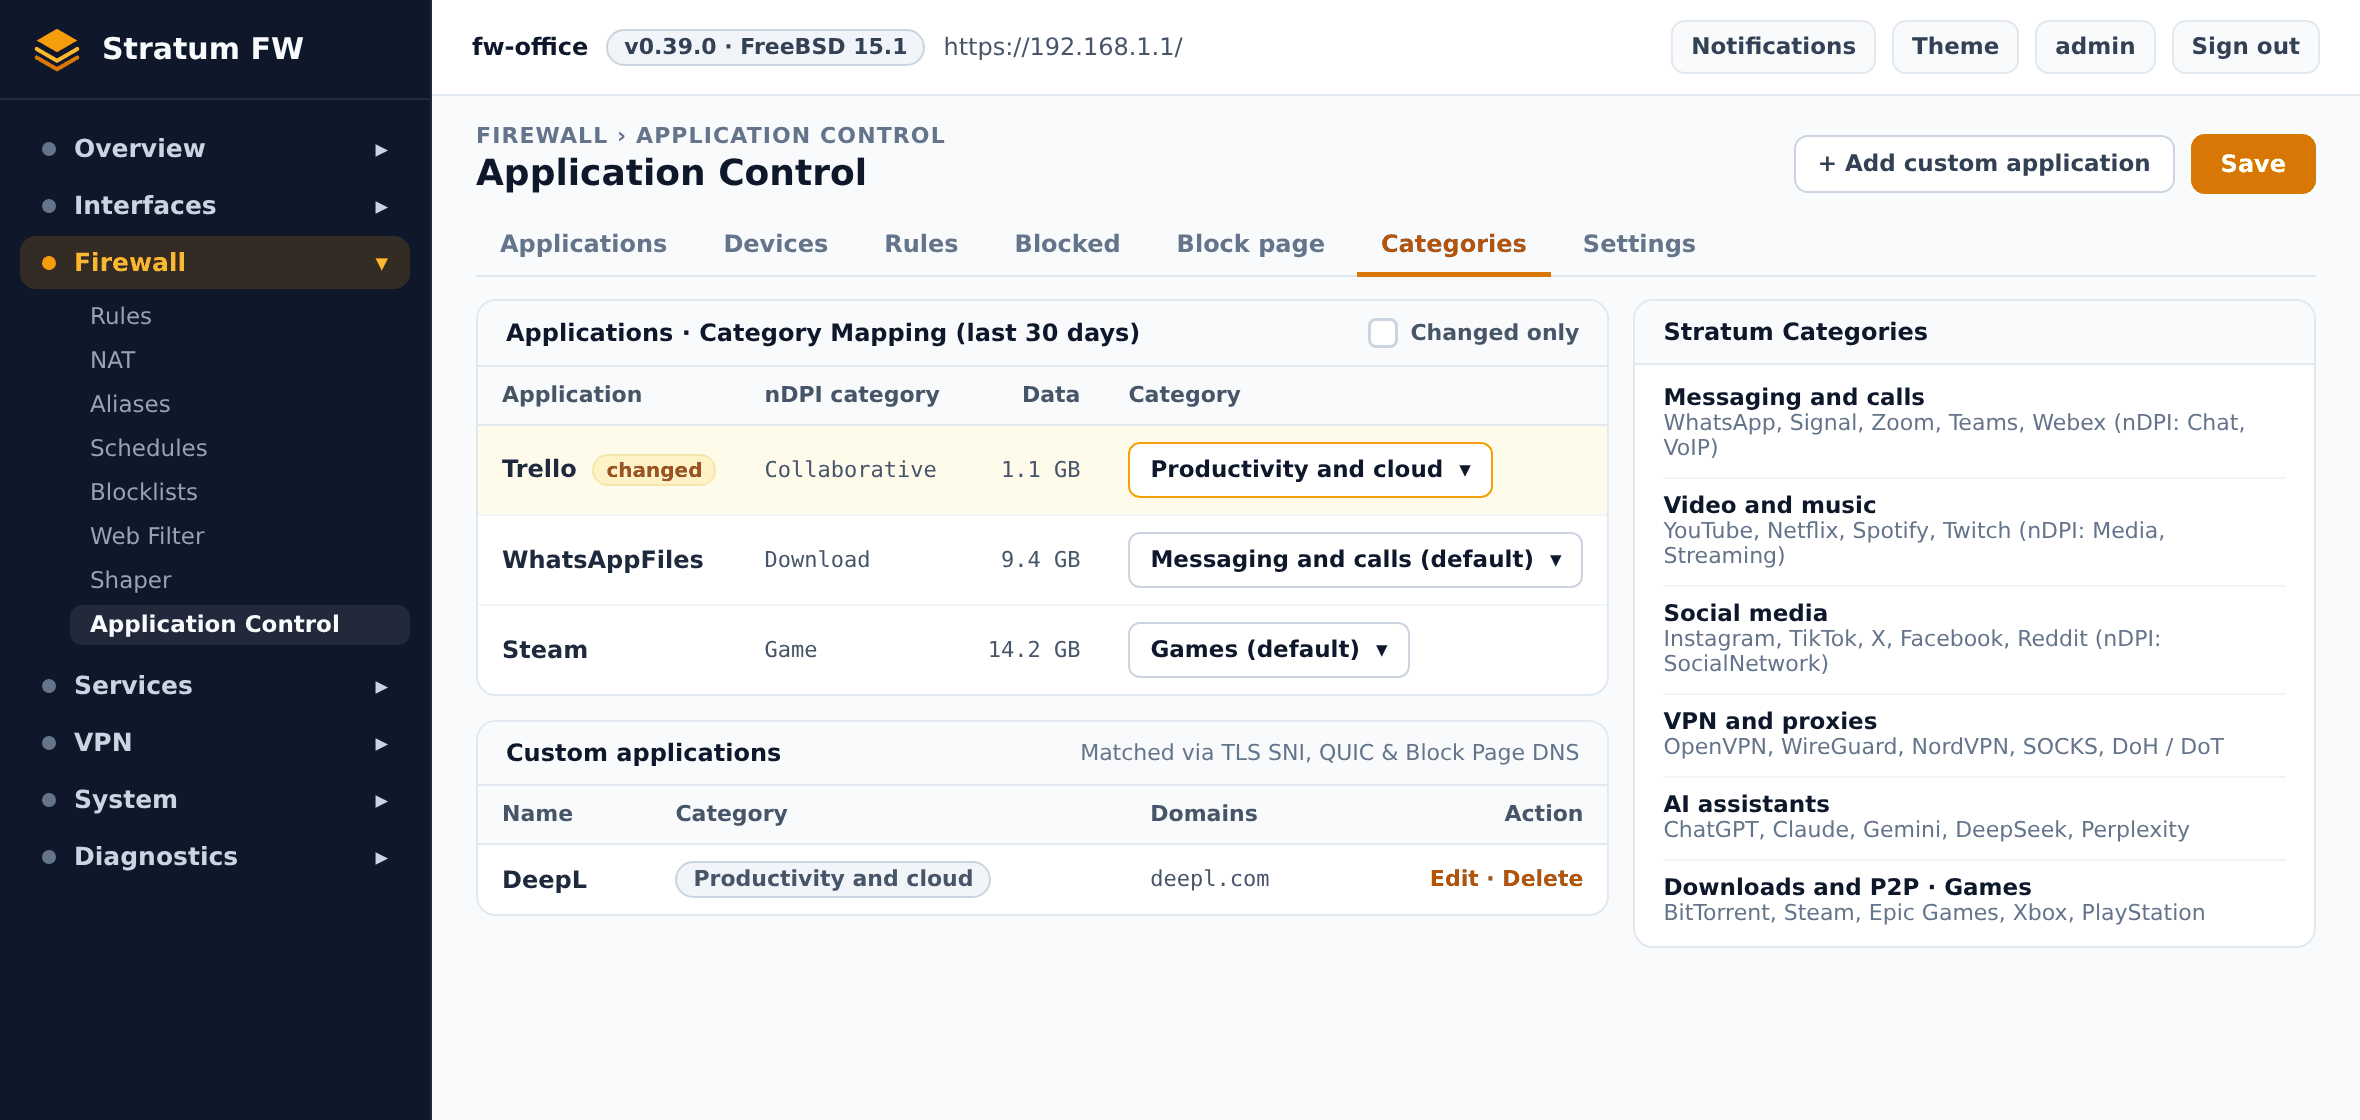 Stratum FW
Overview ▶
Interfaces ▶
Firewall ▼
Rules
NAT
Aliases
Schedules
Blocklists
Web Filter
Shaper
Application Control
Services ▶
VPN ▶
System ▶
Diagnostics ▶
fw-office v0.39.0 · FreeBSD 15.1 https://192.168.1.1/ Notifications Theme admin Sign out
FIREWALL › APPLICATION CONTROL
Application Control
+ Add custom application Save
Applications Devices Rules Blocked Block page Categories Settings
Applications · Category Mapping (last 30 days) Changed only
Application nDPI category Data Category
Trello changed Collaborative 1.1 GB Productivity and cloud ▼
WhatsAppFiles Download 9.4 GB Messaging and calls (default) ▼
Steam Game 14.2 GB Games (default) ▼
Custom applications Matched via TLS SNI, QUIC & Block Page DNS
Name Category Domains Action
DeepL Productivity and cloud deepl.com Edit · Delete
Stratum Categories
Messaging and calls
WhatsApp, Signal, Zoom, Teams, Webex (nDPI: Chat,
VoIP)
Video and music
YouTube, Netflix, Spotify, Twitch (nDPI: Media,
Streaming)
Social media
Instagram, TikTok, X, Facebook, Reddit (nDPI:
SocialNetwork)
VPN and proxies
OpenVPN, WireGuard, NordVPN, SOCKS, DoH / DoT
AI assistants
ChatGPT, Claude, Gemini, DeepSeek, Perplexity
Downloads and P2P · Games
BitTorrent, Steam, Epic Games, Xbox, PlayStation